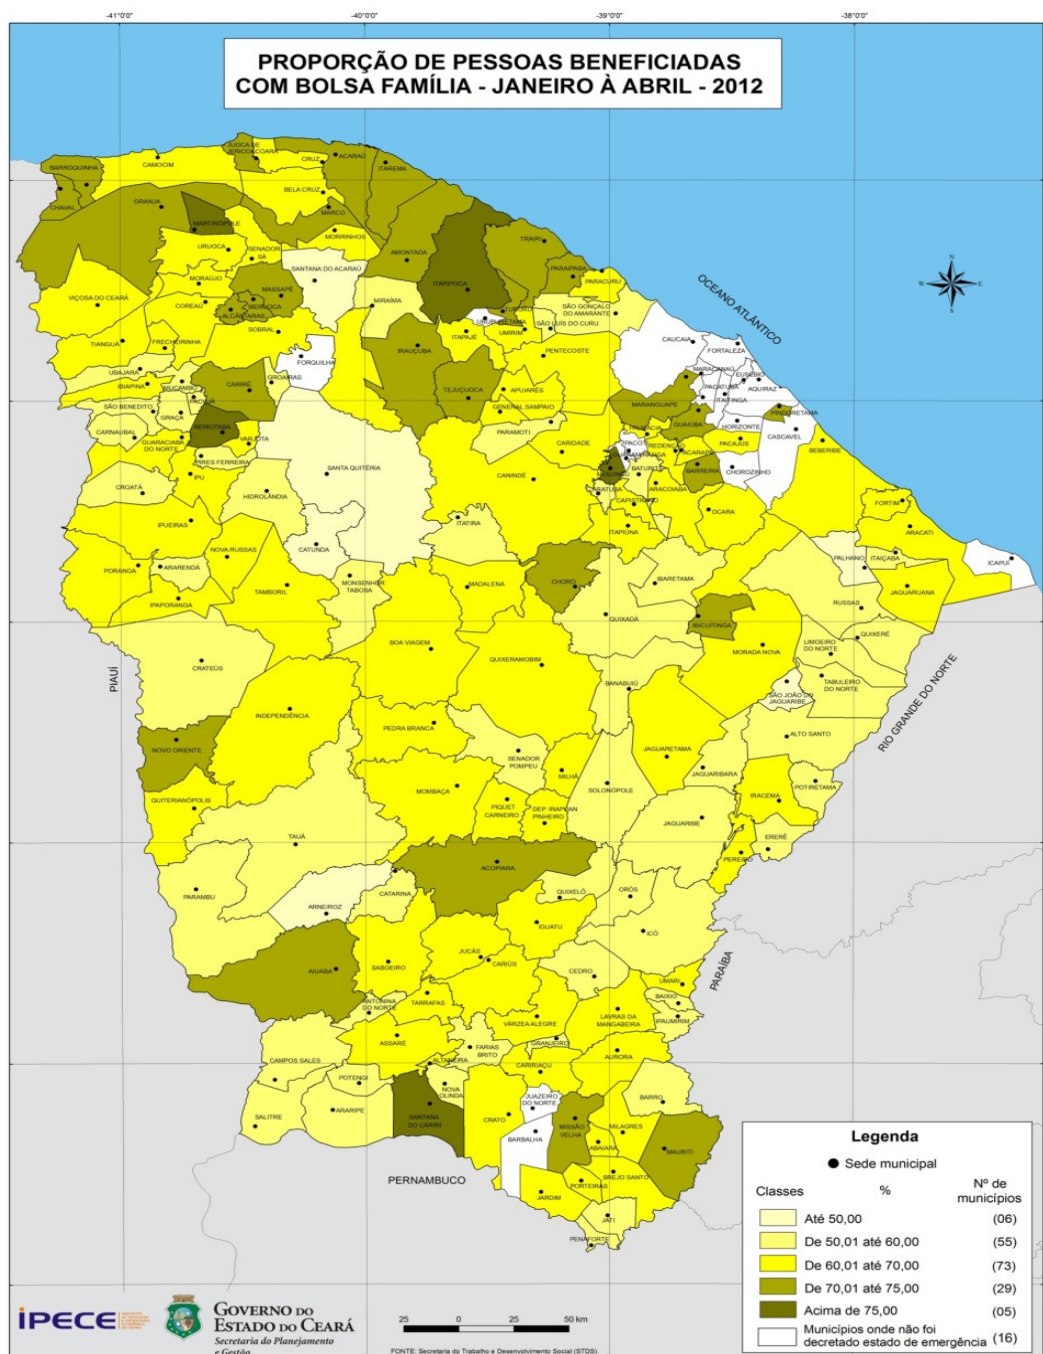 -41°0'0"
-40°0'0"
-39°0'0"
-38°0'0"
PROPORÇÃO DE PESSOAS BENEFICIADAS
COM BOLSA FAMÍLIA - JANEIRO À ABRIL - 2012
JIJOCA DE
JERICOACOARA
CRUZ
ACARAÚ
BARROQUINHA
CAMOCIM
ITAREMA
CHAVAL
BELA CRUZ
GRANJA
MARCO
MARTINÓPOLE
MORRINHOS
TRAIRI
URUOCA
SENADOR
SÁ
AMONTADA
SANTANA DO ACARAÚ
PARAIPABA
PARACURU
OCEANO ATLÂNTICO
MORAÚJO
ITAPIPOCA
VIÇOSA DO CEARÁ
COREAÚ
MASSAPÊ
MERUOCA
ALCÂNTARAS
MIRAÍMA
SÃO GONÇALO
DO AMARANTE
TURURU
URUBURETAMA
UMIRIM
SÃO LUÍS DO CURU
SOBRAL
ITAPAJÉ
TIANGUÁ
FRECHEIRINHA
IRAUÇUBA
CAUCAIA
FORTALEZA
PENTECOSTE
FORQUILHA
UBAJARA
MARACANAÚ
EUSÉBIO
IBIAPINA
MUCAMBO
CARIRÉ
GROAÍRAS
TEJUÇUOCA
APUIARÉS
PACATUBA
AQUIRAZ
ITAITINGA
PACUJÁ
SÃO BENEDITO
GRAÇA
GENERAL SAMPAIO
MARANGUAPE
PINDORETAMA
GUAIÚBA
HORIZONTE
RERIUTABA
PARAMOTI
PALMÁCIA
CASCAVEL
CARNAUBAL
GUARACIABA
DO NORTE
VARJOTA
CARIDADE
PACOTI
REDENÇÃO
PACAJUS
BEBERIBE
PIRES FERREIRA
ACARAPE
GUARAMIRANGA
BARREIRA
CHOROZINHO
IPU
SANTA QUITÉRIA
CANINDÉ
MULUNGU
BATURITÉ
CROATÁ
HIDROLÂNDIA
ARATUBA
ARACOIABA
CAPISTRANO
FORTIM
OCARA
IPUEIRAS
ITATIRA
ITAPIÚNA
ARACATI
CATUNDA
NOVA RUSSAS
PALHANO
ITAIÇABA
ICAPUÍ
PORANGA
ARARENDÁ
MONSENHOR
TABOSA
MADALENA
CHORÓ
IBARETAMA
TAMBORIL
JAGUARUANA
IPAPORANGA
RUSSAS
QUIXADÁ
IBICUITINGA
BOA VIAGEM
QUIXERÉ
LIMOEIRO
DO NORTE
MORADA NOVA
QUIXERAMOBIM
CRATEÚS
PIAUÍ
BANABUIÚ
SÃO JOÃO DO
JAGUARIBE
TABULEIRO
DO NORTE
RIO GRANDE DO NORTE
INDEPENDÊNCIA
PEDRA BRANCA
ALTO SANTO
NOVO ORIENTE
SENADOR
POMPEU
JAGUARETAMA
MILHÃ
JAGUARIBARA
SOLONÓPOLE
POTIRETAMA
QUITERIANÓPOLIS
MOMBAÇA
IRACEMA
PIQUET
CARNEIRO
DEP. IRAPUAN
PINHEIRO
JAGUARIBE
TAUÁ
ERERÊ
PEREIRO
ACOPIARA
PARAMBU
CATARINA
QUIXELÔ
ORÓS
ARNEIROZ
IGUATU
ICÓ
JUCÁS
CARIÚS
AIUABA
SABOEIRO
CEDRO
PARAÍBA
UMARI
ANTONINA
DO NORTE
TARRAFAS
BAIXIO
IPAUMIRIM
VÁRZEA ALEGRE
LAVRAS DA
MANGABEIRA
ASSARÉ
GRANJEIRO
FARIAS
BRITO
AURORA
CAMPOS SALES
ALTANEIRA
CARIRIAÇU
POTENGI
NOVA
OLINDA
JUAZEIRO
DO NORTE
BARRO
SALITRE
ARARIPE
SANTANA
DO CARIRI
CRATO
MISSÃO
VELHA
MILAGRES
BARBALHA
ABAIARA
MAURITI
PERNAMBUCO
PORTEIRAS
BREJO SANTO
JARDIM
JATI
PENAFORTE
Legenda
Sede municipal
Classes % Nº de
municípios
Até 50,00 (06)
De 50,01 até 60,00 (55)
De 60,01 até 70,00 (73)
De 70,01 até 75,00 (29)
Acima de 75,00 (05)
Municípios onde não foi
decretado estado de emergência (16)
iPECE
GOVERNO DO
ESTADO DO CEARÁ
Secretaria do Planejamento
e Gestão
25 0 25 50 km
FONTE: Secretaria do Trabalho e Desenvolvimento Social (STDS).